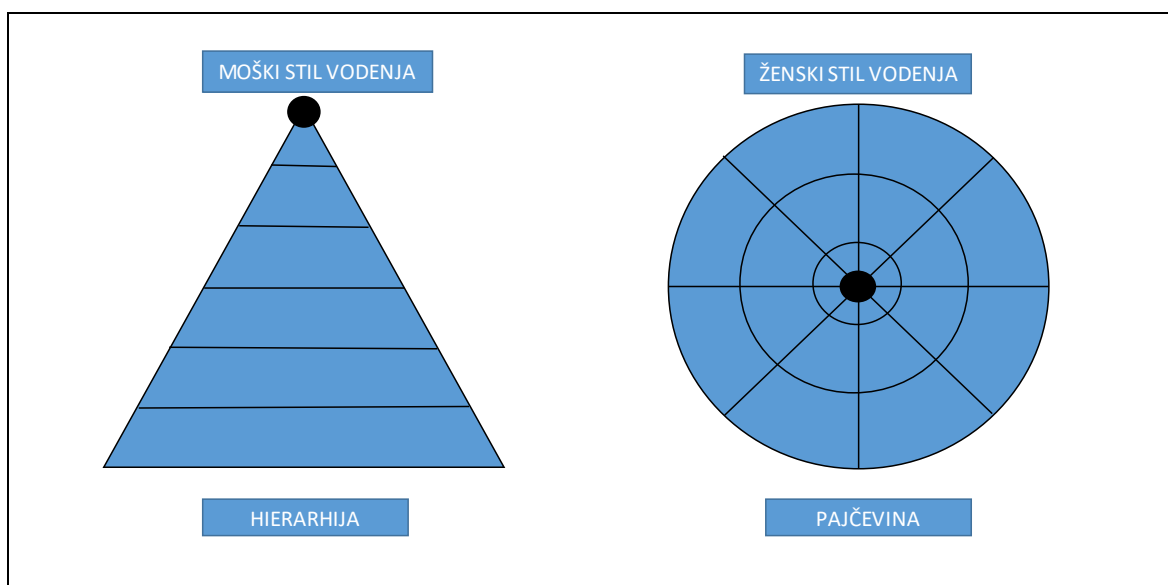 MOŠKI STIL VODENJA
ŽENSKI STIL VODENJA
HIERARHIJA
PAJČEVINA